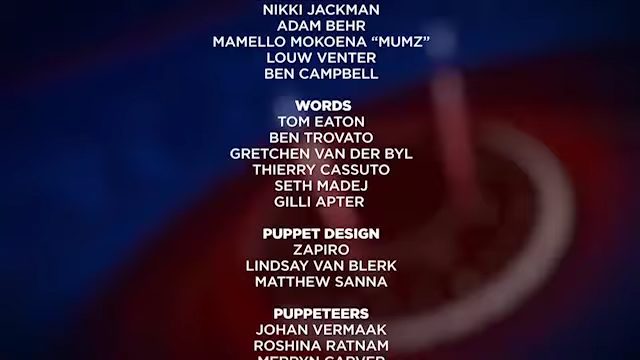 NIKKI JACKMAN
ADAM BEHR
MAMELLO MOKOENA “MUMZ”
LOUW VENTER
BEN CAMPBELL
WORDS
TOM EATON
BEN TROVATO
GRETCHEN VAN DER BYL
THIERRY CASSUTO
SETH MADEJ
GILLI APTER
PUPPET DESIGN
ZAPIRO
LINDSAY VAN BLERK
MATTHEW SANNA
PUPPETEERS
JOHAN VERMAAK
ROSHINA RATNAM
MERRYN CARVER